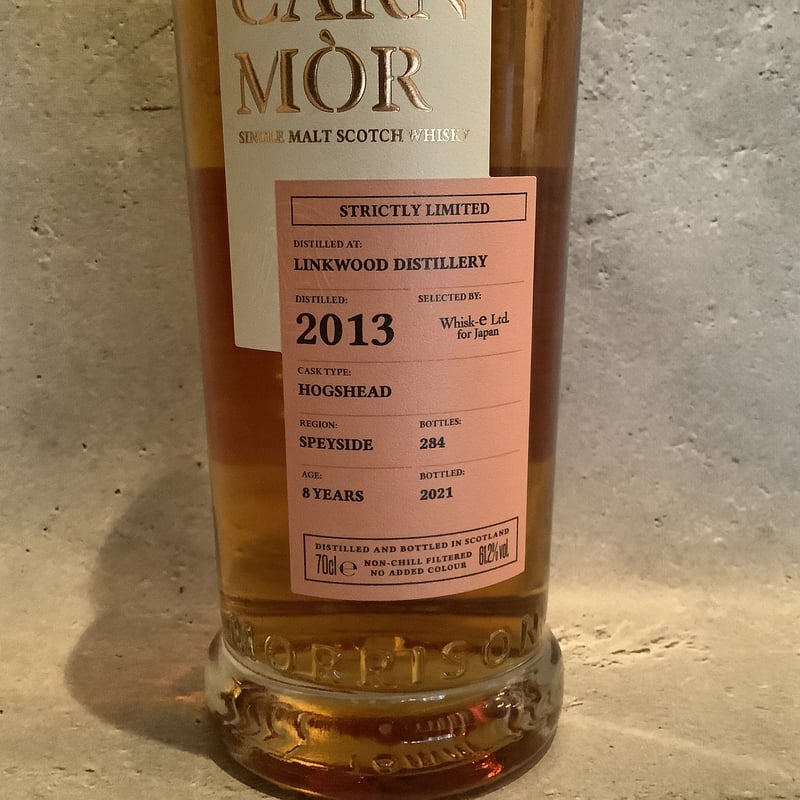 CARN
MÒR
SINGLE MALT SCOTCH WHISKY
STRICTLY LIMITED
DISTILLED AT:
LINKWOOD DISTILLERY
DISTILLED: SELECTED BY:
2013 Whisk-e Ltd.
for Japan
CASK TYPE:
HOGSHEAD
REGION: BOTTLES:
SPEYSIDE 284
AGE: BOTTLED:
8 YEARS 2021
DISTILLED AND BOTTLED IN SCOTLAND
70cl ℮ NON-CHILL FILTERED 61.2% vol
NO ADDED COLOUR
MORRISON